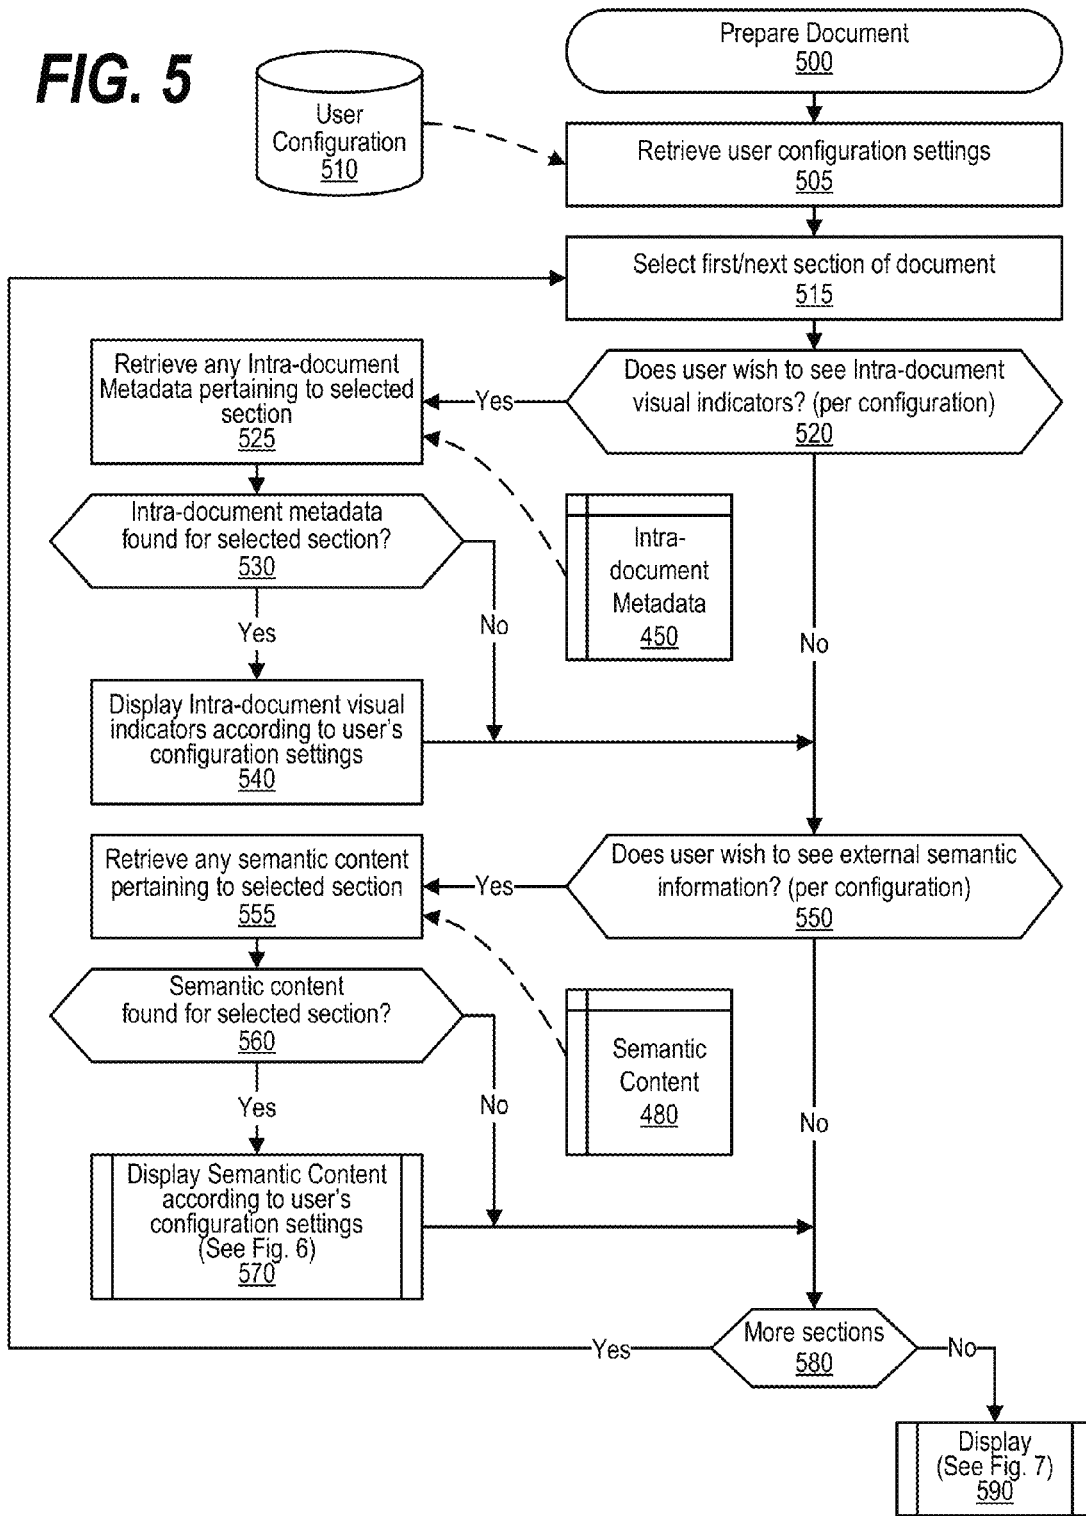 FIG. 5
Prepare Document
500
User
Configuration
510
Retrieve user configuration settings
505
Select first/next section of document
515
Retrieve any Intra-document
Metadata pertaining to selected
section
525
Yes
Does user wish to see Intra-document
visual indicators? (per configuration)
520
Intra-document metadata
found for selected section?
530
Intra-
document
Metadata
450
Yes
No
No
Display Intra-document visual
indicators according to user's
configuration settings
540
Retrieve any semantic content
pertaining to selected section
555
Yes
Does user wish to see external semantic
information? (per configuration)
550
Semantic content
found for selected section?
560
Semantic
Content
480
Yes
No
No
Display Semantic Content
according to user's
configuration settings
(See Fig. 6)
570
Yes
More sections
580
No
Display
(See Fig. 7)
590